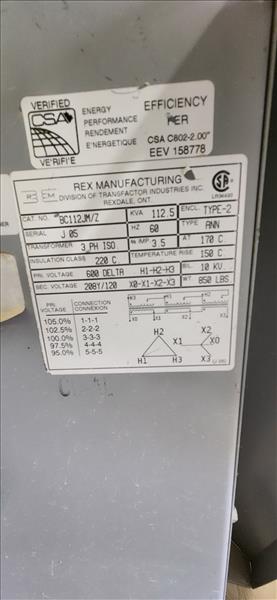 VERIFIED
CSA
VERIFIÉ
ENERGY
PERFORMANCE
RENDEMENT
ÉNERGETIQUE
EFFICIENCY
PER
CSA C802-2.00"
EEV 158778
REX MANUFACTURING
DIVISION OF TRANSFACTOR INDUSTRIES INC.
REXDALE, ONT.
CAT. NO. BC112JM/Z KVA 112.5 ENCL. TYPE-2
SERIAL J 05 HZ 60 TYPE ANN
TRANSFORMER 3 PH ISO % IMP 3.5 AT 170 C
INSULATION CLASS 220 C TEMPERATURE RISE 150 C
PRI. VOLTAGE 600 DELTA H1-H2-H3 BIL 10 KV.
SEC. VOLTAGE 208Y/120 X0-X1-X2-X3 WT 850 LBS
PRI CONNECTION
VOLTAGE CONNEXION
105.0% 1-1-1
102.5% 2-2-2
100.0% 3-3-3
97.5% 4-4-4
95.0% 5-5-5
H2
H1 H3
X2
X1 X0
X3